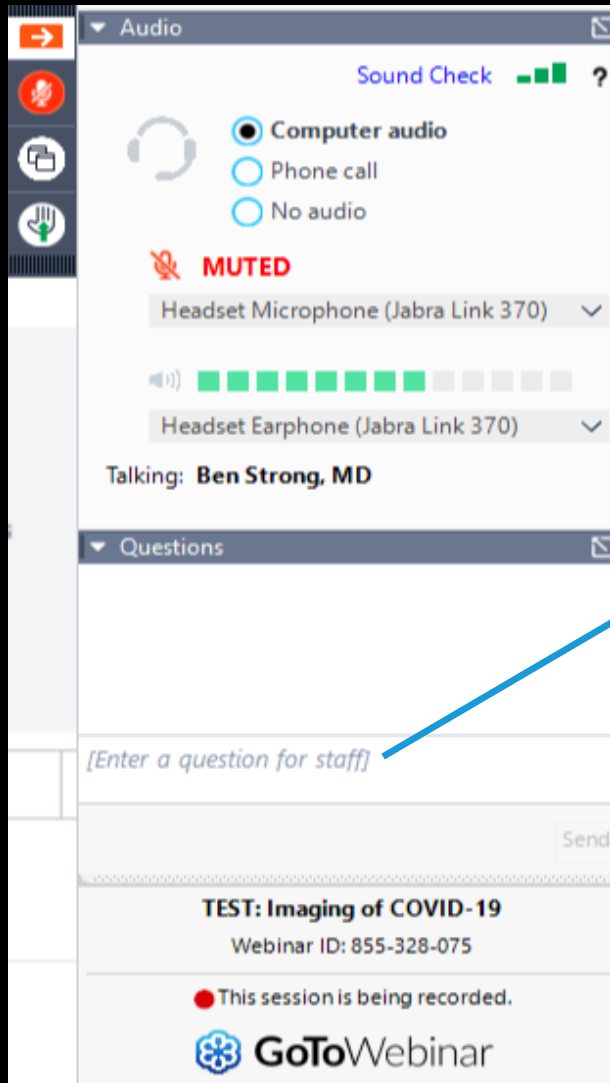 Audio
Sound Check ?
Computer audio
Phone call
No audio
MUTED
Headset Microphone (Jabra Link 370)
Headset Earphone (Jabra Link 370)
Talking: Ben Strong, MD
Questions
[Enter a question for staff]
Send
TEST: Imaging of COVID-19
Webinar ID: 855-328-075
This session is being recorded.
GoToWebinar